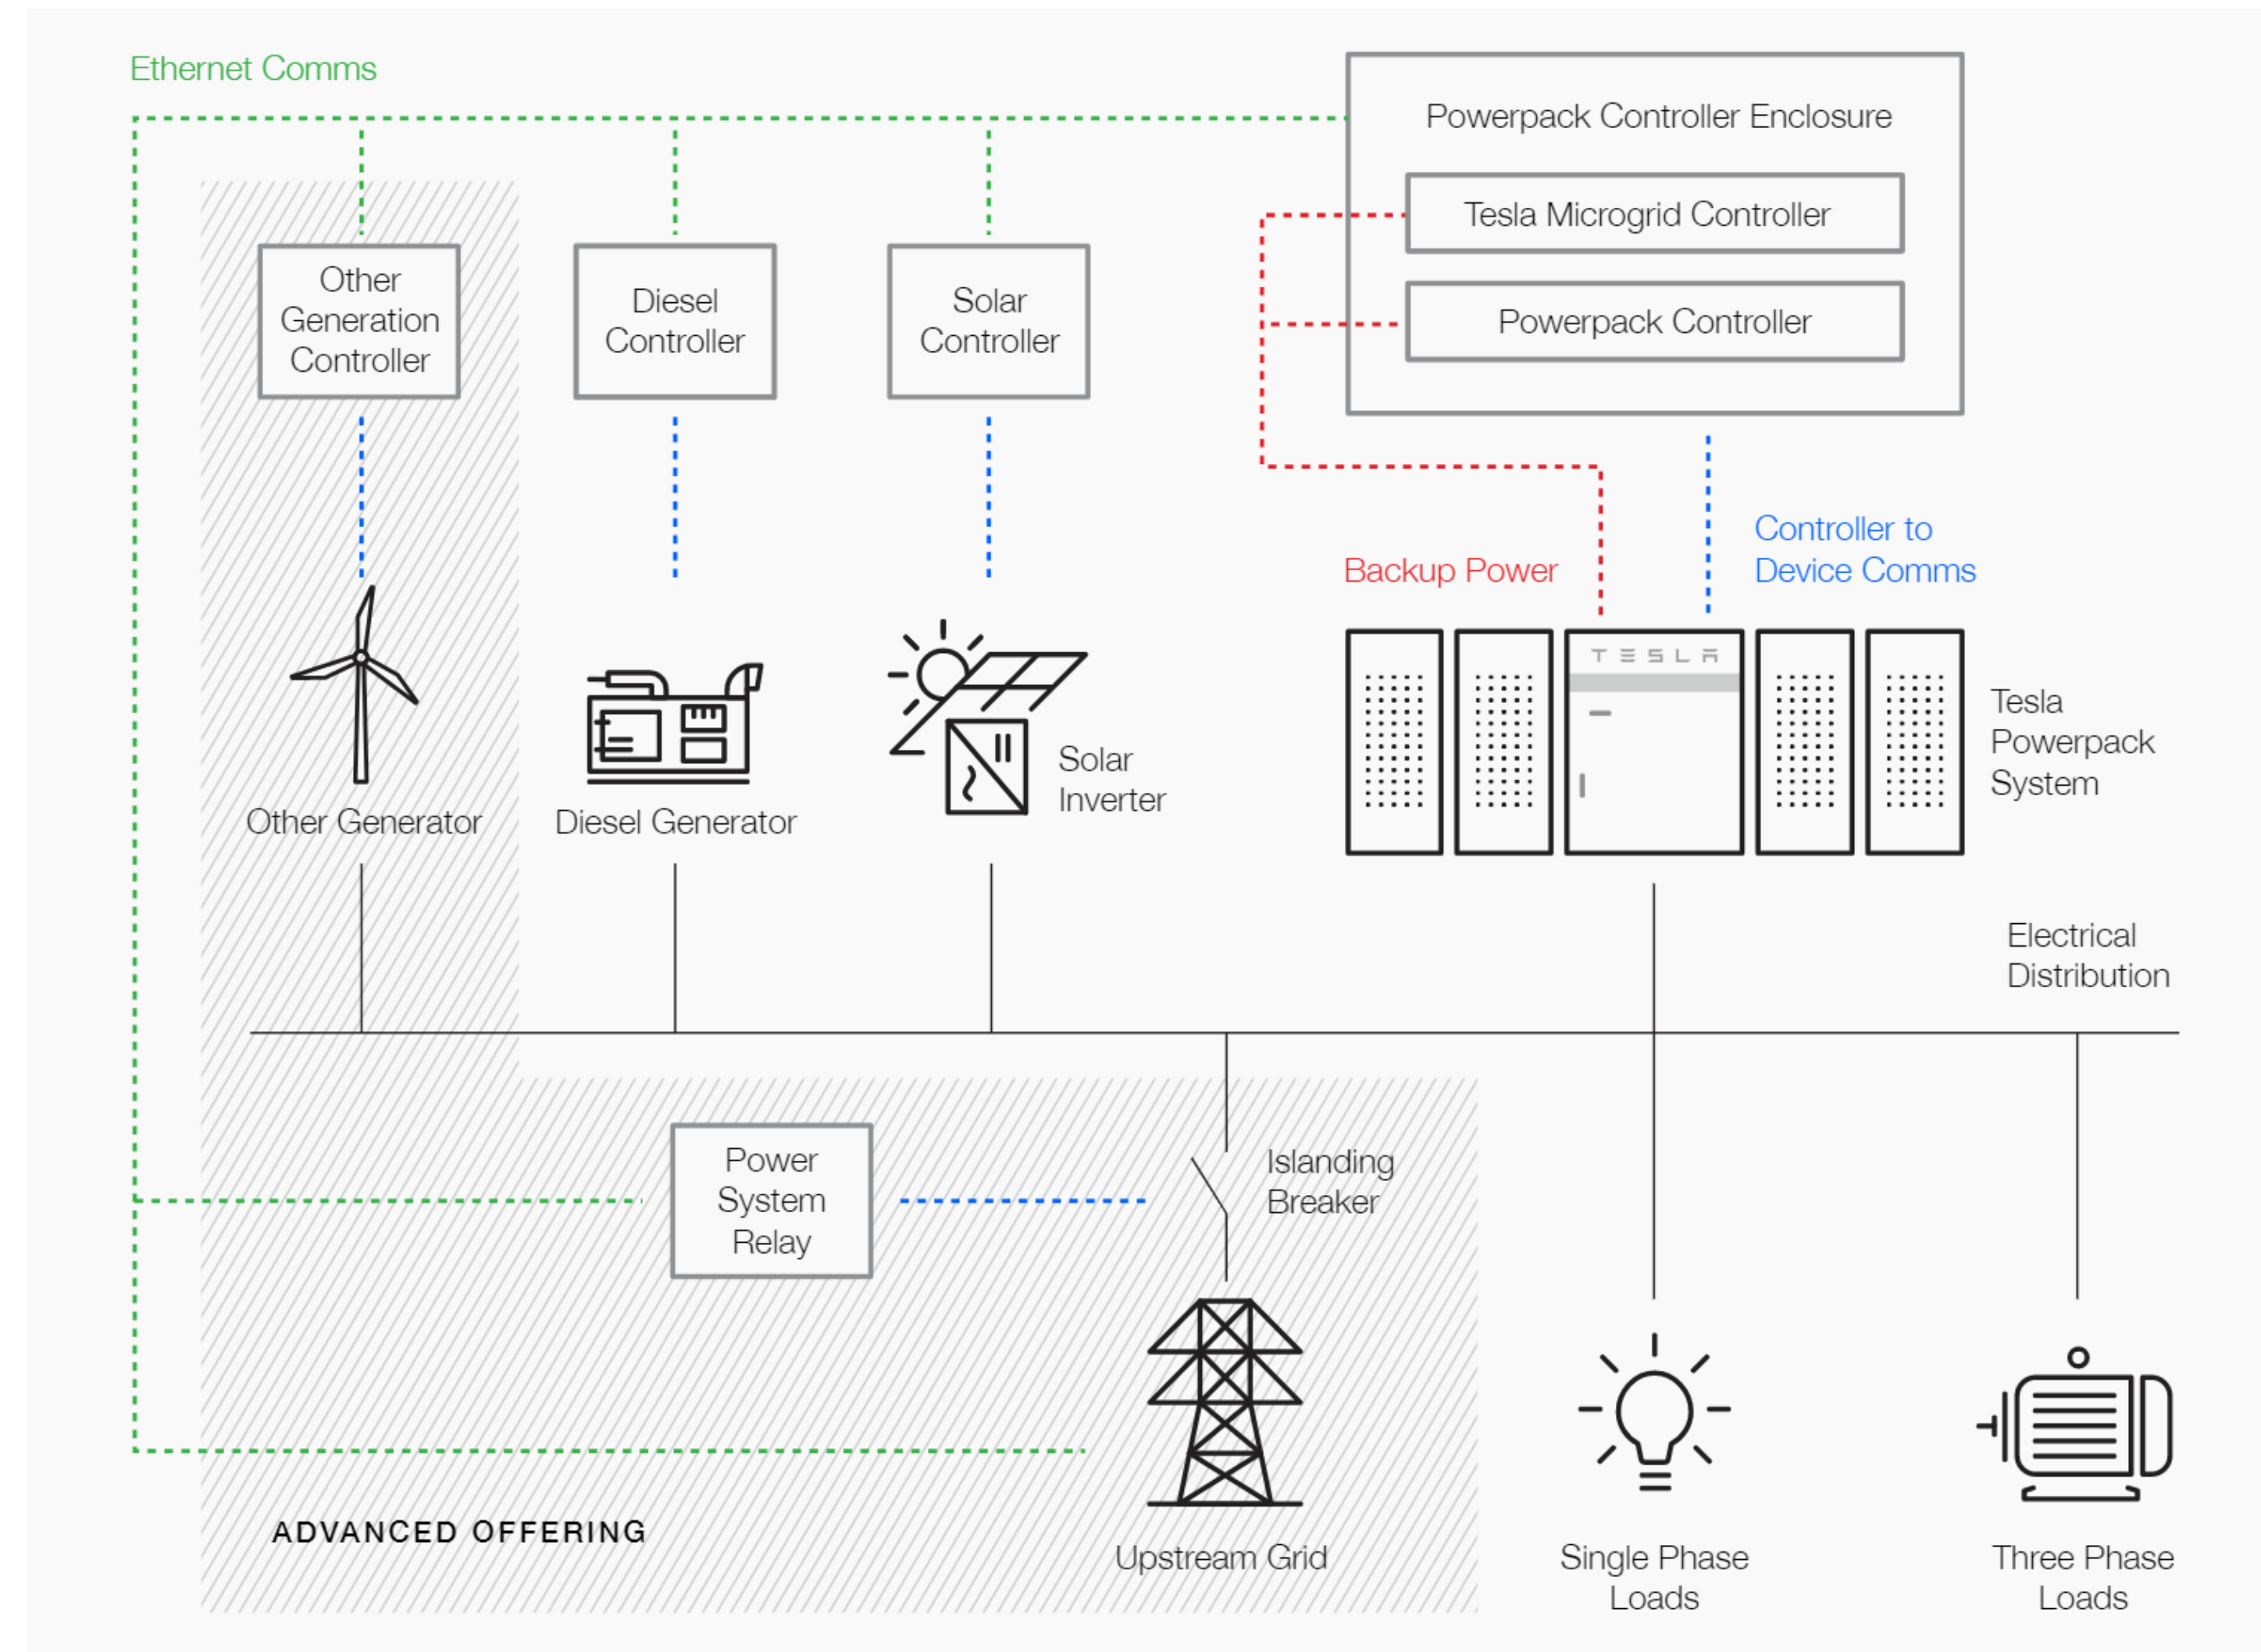 Ethernet Comms
Powerpack Controller Enclosure
Tesla Microgrid Controller
Powerpack Controller
Other
Generation
Controller
Diesel
Controller
Solar
Controller
Backup Power
Controller to
Device Comms
TESLA
Tesla
Powerpack
System
Other Generator
Diesel Generator
Solar
Inverter
Electrical
Distribution
Power
System
Relay
Islanding
Breaker
ADVANCED OFFERING
Upstream Grid
Single Phase
Loads
Three Phase
Loads